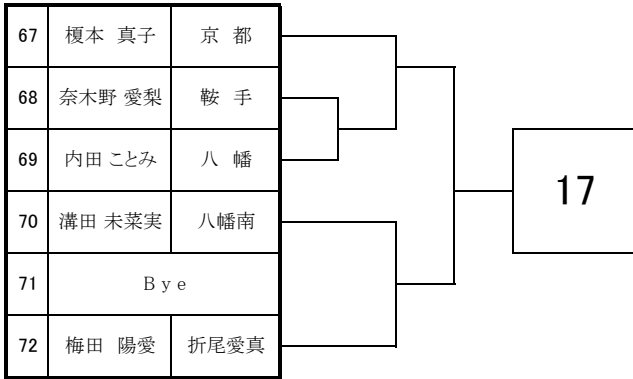 67 榎本 真子 京 都
68 奈木野 愛梨 鞍 手
69 内田 ことみ 八 幡
70 溝田 未菜実 八幡南
71 Bye
72 梅田 陽愛 折尾愛真
17